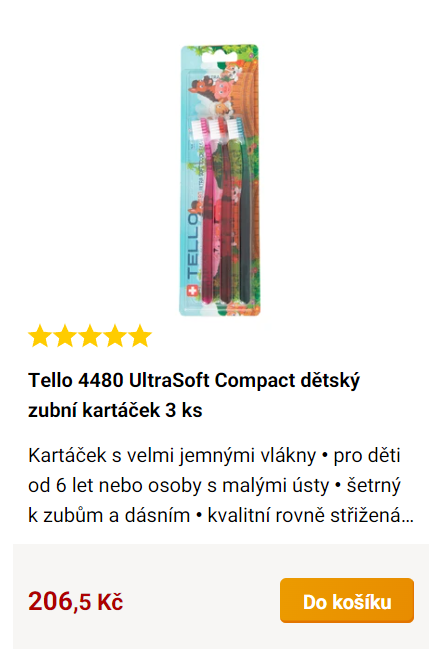 TELLO
Tello 4480 UltraSoft Compact dětský
zubní kartáček 3 ks
Kartáček s velmi jemnými vlákny • pro děti
od 6 let nebo osoby s malými ústy • šetrný
k zubům a dásním • kvalitní rovně střižená...
206,5 Kč
Do košíku